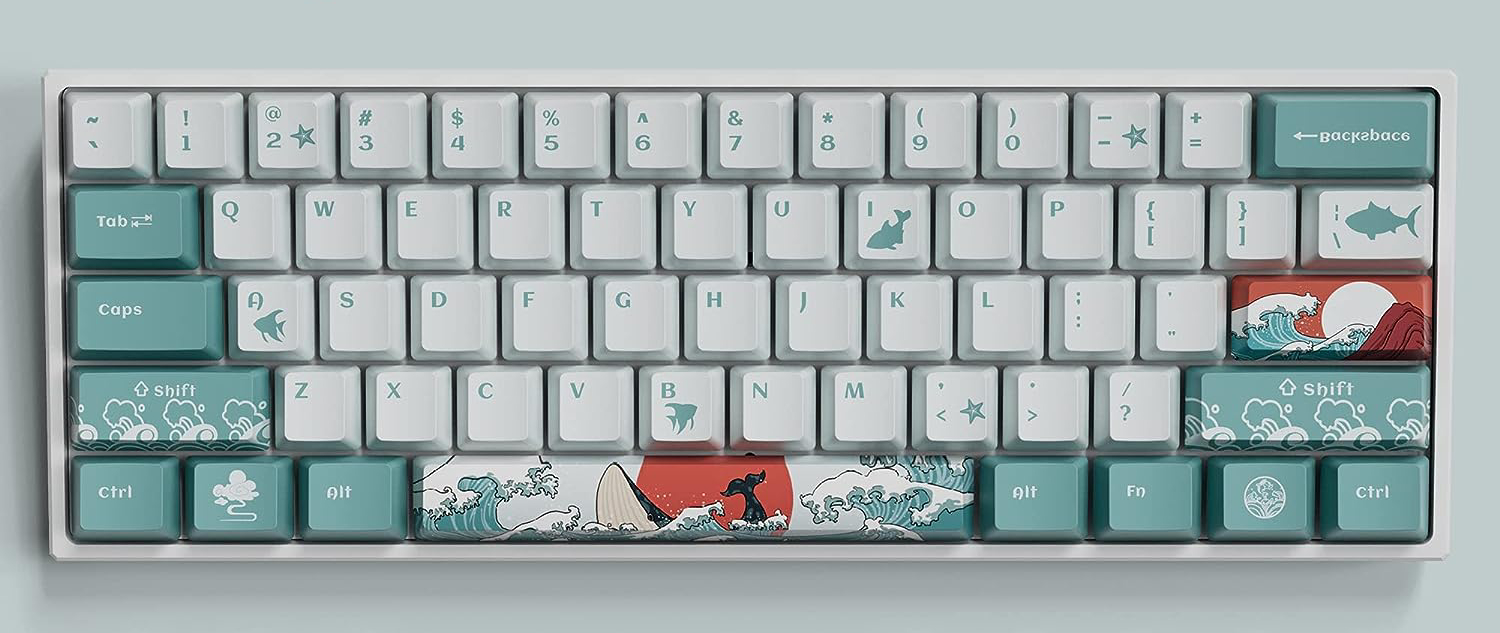 ~ ! @ # $ % ^ & * ( ) – +
` 1 2 3 4 5 6 7 8 9 0 – = ←Backspace
Tab Q W E R T Y U I O P { } ¦
[ ] \
Caps A S D F G H J K L ; '
: "
Shift Z X C V B N M ' · / Shift
< > ?
Ctrl Alt Alt Fn Ctrl